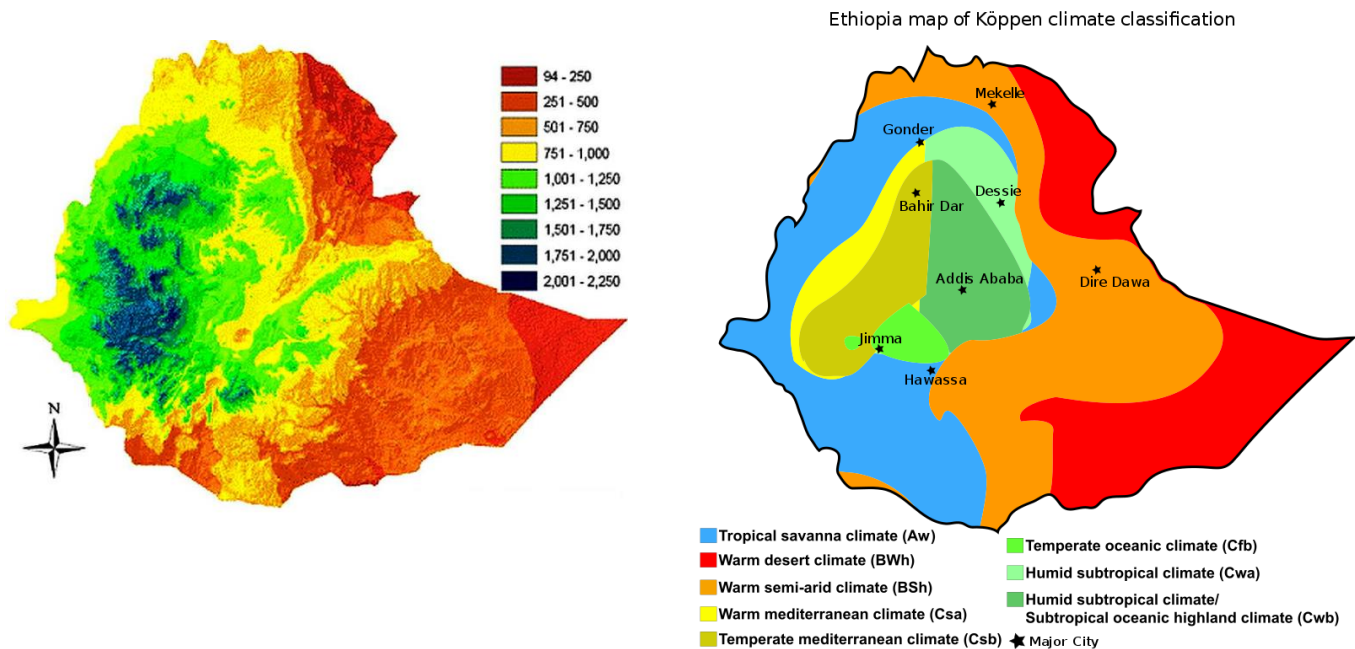 Ethiopia map of Köppen climate classification
94 - 250
251 - 500
501 - 750
751 - 1,000
1,001 - 1,250
1,251 - 1,500
1,501 - 1,750
1,751 - 2,000
2,001 - 2,250
N
Mekelle
Gonder
Dessie
Bahir Dar
Addis Ababa
Dire Dawa
Jimma
Hawassa
Tropical savanna climate (Aw)
Warm desert climate (BWh)
Warm semi-arid climate (BSh)
Warm mediterranean climate (Csa)
Temperate mediterranean climate (Csb)
Temperate oceanic climate (Cfb)
Humid subtropical climate (Cwa)
Humid subtropical climate/
Subtropical oceanic highland climate (Cwb)
Major City